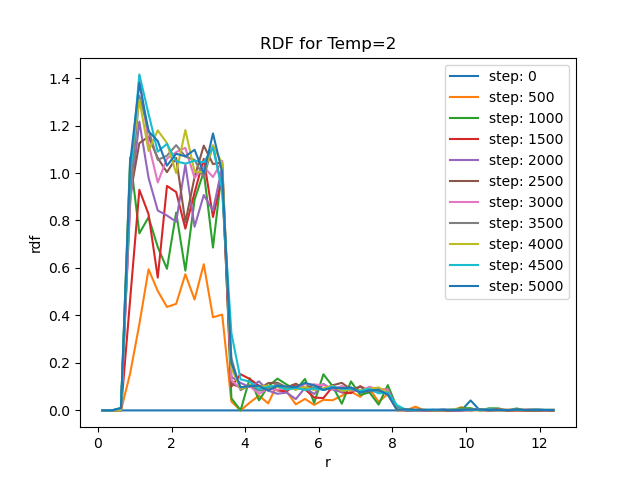 RDF for Temp=2
rdf
1.4
1.2
1.0
0.8
0.6
0.4
0.2
0.0
step: 0
step: 500
step: 1000
step: 1500
step: 2000
step: 2500
step: 3000
step: 3500
step: 4000
step: 4500
step: 5000
0 2 4 6 8 10 12
r